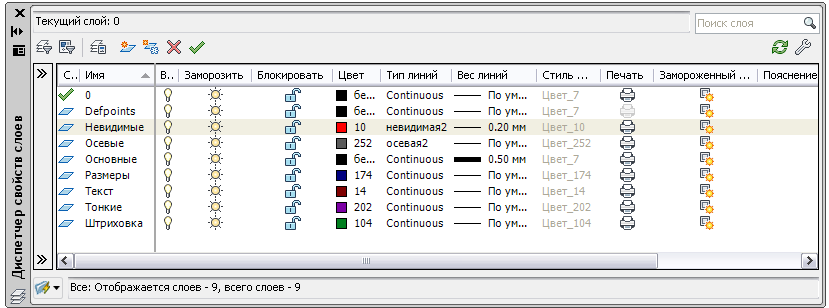 Текущий слой: 0
Поиск слоя
С.. Имя В.. Заморозить Блокировать Цвет Тип линий Вес линий Стиль ... Печать Замороженный ... Пояснение
0 бе... Continuous По ум... Цвет_7
Defpoints бе... Continuous По ум... Цвет_7
Невидимые 10 невидимая2 0.20 мм Цвет_10
Осевые 252 осевая2 По ум... Цвет_252
Основные бе... Continuous 0.50 мм Цвет_7
Размеры 174 Continuous По ум... Цвет_174
Текст 14 Continuous По ум... Цвет_14
Тонкие 202 Continuous По ум... Цвет_202
Штриховка 104 Continuous По ум... Цвет_104
Диспетчер свойств слоев
Все: Отображается слоев - 9, всего слоев - 9